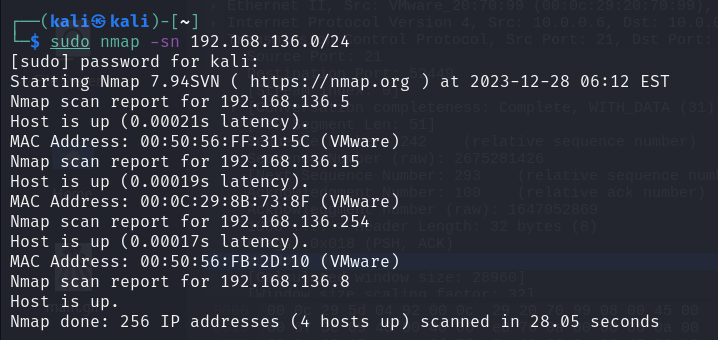 ┌──(kali㉿kali)-[~]
└─$ sudo nmap -sn 192.168.136.0/24
[sudo] password for kali:
Starting Nmap 7.94SVN ( https://nmap.org ) at 2023-12-28 06:12 EST
Nmap scan report for 192.168.136.5
Host is up (0.00021s latency).
MAC Address: 00:50:56:FF:31:5C (VMware)
Nmap scan report for 192.168.136.15
Host is up (0.00019s latency).
MAC Address: 00:0C:29:8B:73:8F (VMware)
Nmap scan report for 192.168.136.254
Host is up (0.00017s latency).
MAC Address: 00:50:56:FB:2D:10 (VMware)
Nmap scan report for 192.168.136.8
Host is up.
Nmap done: 256 IP addresses (4 hosts up) scanned in 28.05 seconds